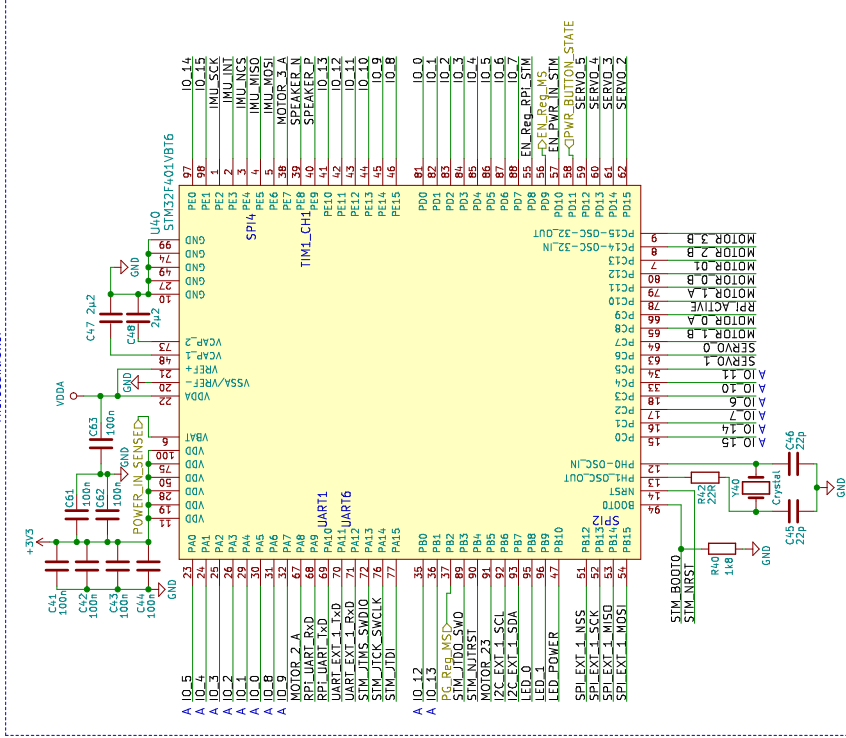 IO_14
IO_15
IMU_SCK
IMU_INT
IMU_NCS
IMU_MISO
IMU_MOSI
MOTOR_3_A
SPEAKER_N
SPEAKER_P
IO_13
IO_12
IO_11
IO_10
IO_9
IO_8
IO_0
IO_1
IO_2
IO_3
IO_4
IO_5
IO_6
IO_7
EN_Reg_RPi_STM
EN_Reg_MS
EN_PWR_IN_STM
PWR_BUTTON_STATE
SERVO_5
SERVO_4
SERVO_3
SERVO_2
97
98
1
2
3
4
5
38
39
40
41
42
43
44
45
46
81
82
83
84
85
86
87
88
55
56
57
58
59
60
61
62
U40
STM32F401VBT6
PE0
PE1
PE2
PE3
PE4
PE5
PE6
PE7
PE8
PE9
PE10
PE11
PE12
PE13
PE14
PE15
PD0
PD1
PD2
PD3
PD4
PD5
PD6
PD7
PD8
PD9
PD10
PD11
PD12
PD13
PD14
PD15
SPI4
TIM1_CH1
GND 99
GND 74
GND 49
GND 27
GND 10
GND
C47 2µ2
C48 2µ2
VCAP_2 73
VCAP_1 48
VREF+ 21
VSSA/VREF- 20
VDDA 22
GND
VDDA
C63 100n
POWER_IN_SENSE
VBAT 6
VDD 100
VDD 75
VDD 50
VDD 28
VDD 19
VDD 11
GND
C61 100n
C62 100n
+3V3
C41 100n
C42 100n
C43 100n
C44 100n
GND
PC15-OSC-32_OUT 9 MOTOR_3_B
PC14-OSC-32_IN 8 MOTOR_2_B
PC13 7 MOTOR_01
PC12 80 MOTOR_0_B
PC11 79 MOTOR_1_A
PC10 78 RPI_ACTIVE
PC9 66 MOTOR_0_A
PC8 65 MOTOR_1_B
PC7 64 SERVO_0
PC6 63 SERVO_1
PC5 34 IO_11 A
PC4 33 IO_10 A
PC3 18 IO_6 A
PC2 17 IO_7 A
PC1 16 IO_14 A
PC0 15 IO_15 A
PH0-OSC_IN 12
PH1_OSC_OUT 13
NRST 14
BOOT0 94
R42
22R
Y40
Crystal
C46
22p
C45
22p
GND
R40
1k8
GND
STM_BOOT0
STM_NRST
UART1
UART6
SPI2
PA0
PA1
PA2
PA3
PA4
PA5
PA6
PA7
PA8
PA9
PA10
PA11
PA12
PA13
PA14
PA15
PB0
PB1
PB2
PB3
PB4
PB5
PB6
PB7
PB8
PB9
PB10
PB12
PB13
PB14
PB15
23
24
25
26
29
30
31
32
67
68
69
70
71
72
76
77
35
36
37
89
90
91
92
93
95
96
47
51
52
53
54
A IO_5
A IO_4
A IO_3
A IO_2
A IO_1
A IO_0
A IO_8
A IO_9
MOTOR_2_A
RPi_UART_RxD
RPi_UART_TxD
UART_EXT_1_TxD
UART_EXT_1_RxD
STM_JTMS_SWDIO
STM_JTCK_SWCLK
STM_JTDI
A IO_12
A IO_13
PG_Reg_MS
STM_JTDO_SWO
STM_NJTRST
MOTOR_23
I2C_EXT_1_SCL
I2C_EXT_1_SDA
LED_0
LED_1
LED_POWER
SPI_EXT_1_NSS
SPI_EXT_1_SCK
SPI_EXT_1_MISO
SPI_EXT_1_MOSI